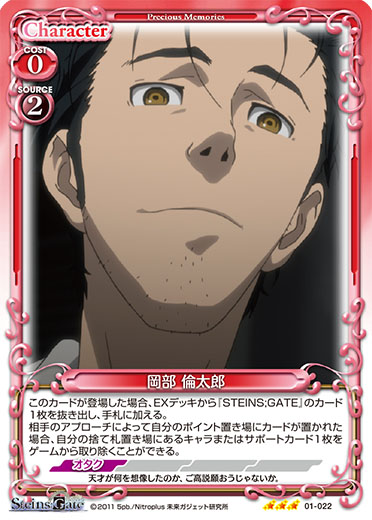 Precious Memories
Character
COST
0
SOURCE
2
岡部 倫太郎
このカードが登場した場合、EXデッキから『STEINS;GATE』のカード
1枚を抜き出し、手札に加える。
相手のアプローチによって自分のポイント置き場にカードが置かれた
場合、自分の捨て札置き場にあるキャラまたはサポートカード1枚を
ゲームから取り除くことができる。
オタク
天才が何を想像したのか、ご高説願おうじゃないか。
Steins;Gate
©2011 5pb./Nitroplus 未来ガジェット研究所
01-022